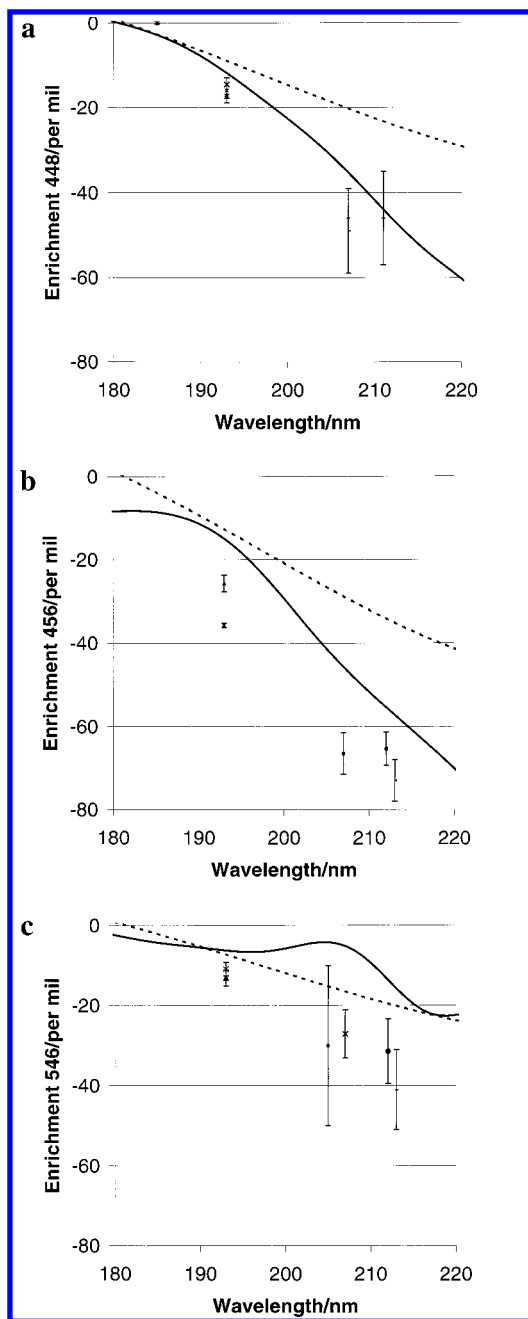 a
0
-20
-40
-60
-80
Enrichment 448/per mil
180 190 200 210 220
Wavelength/nm
b
0
-20
-40
-60
-80
Enrichment 456/per mil
180 190 200 210 220
Wavelength/nm
c
0
-20
-40
-60
-80
Enrichment 546/per mil
180 190 200 210 220
Wavelength/nm